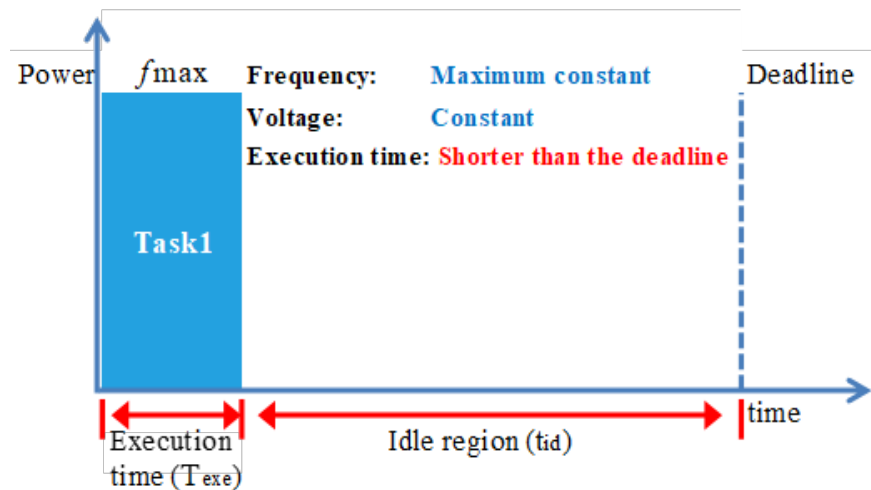 Power
fmax
Frequency: Maximum constant
Deadline
Voltage: Constant
Execution time: Shorter than the deadline
Task1
time
Execution
time (Texe)
Idle region (tid)